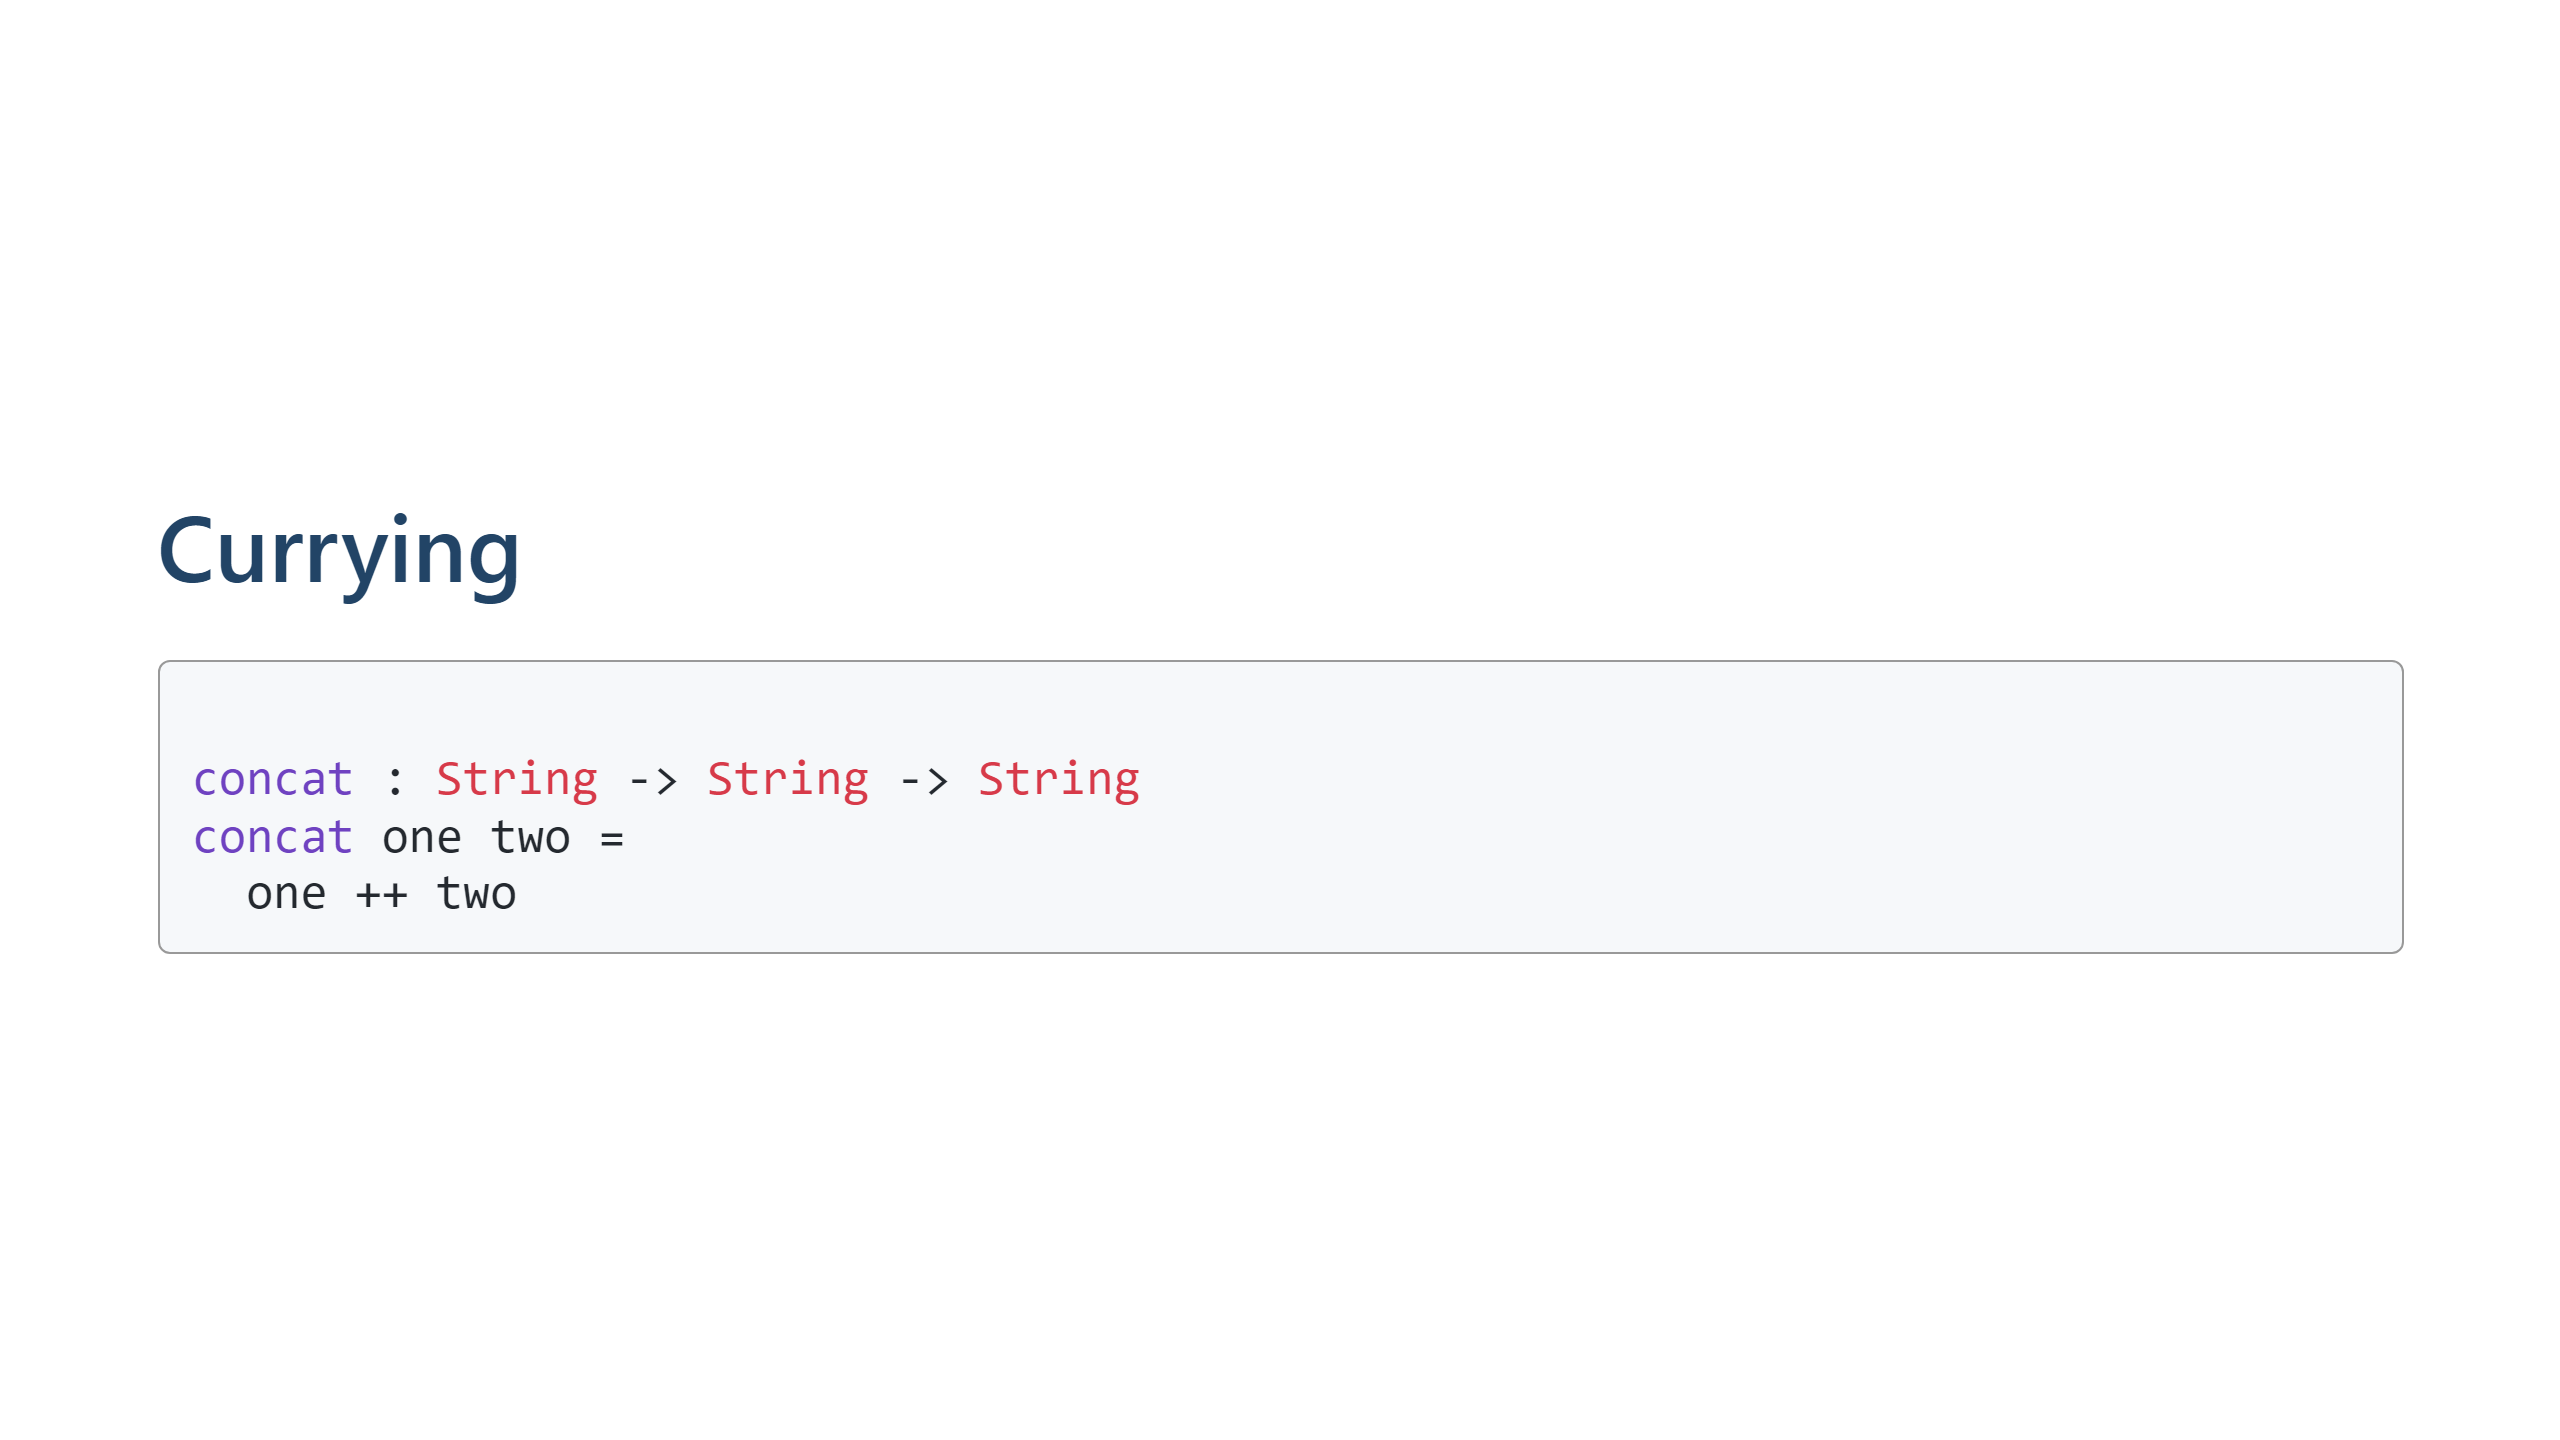 Currying
concat : String -> String -> String
concat one two =
  one ++ two